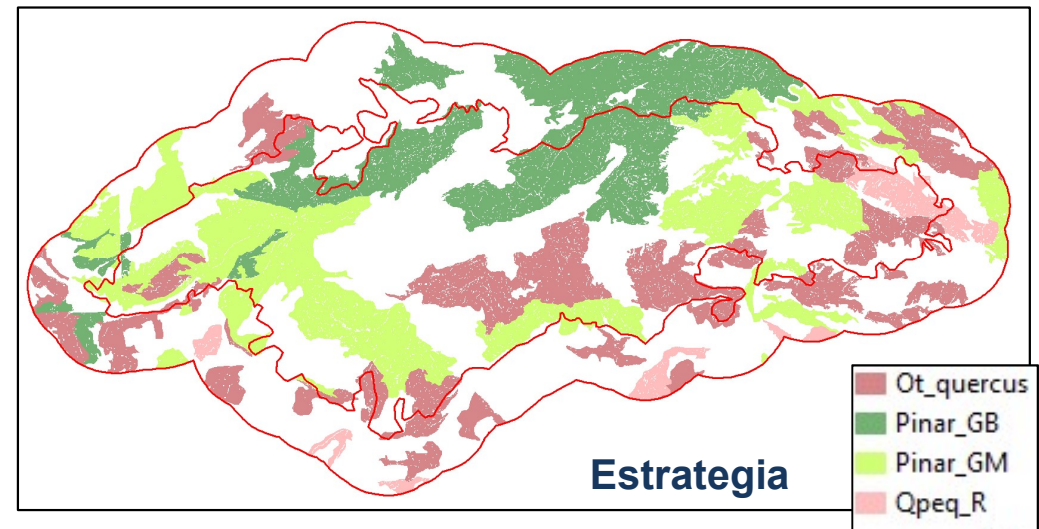 Estrategia
Ot_quercus
Pinar_GB
Pinar_GM
Qpeq_R